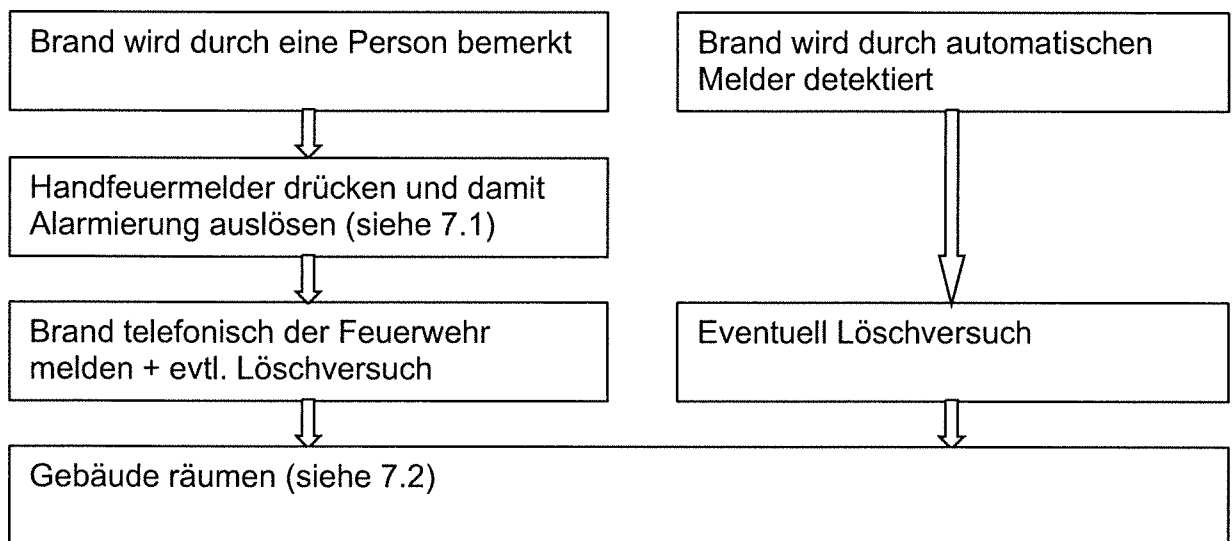 Brand wird durch eine Person bemerkt
Brand wird durch automatischen
Melder detektiert
Handfeuermelder drücken und damit
Alarmierung auslösen (siehe 7.1)
Brand telefonisch der Feuerwehr
melden + evtl. Löschversuch
Eventuell Löschversuch
Gebäude räumen (siehe 7.2)